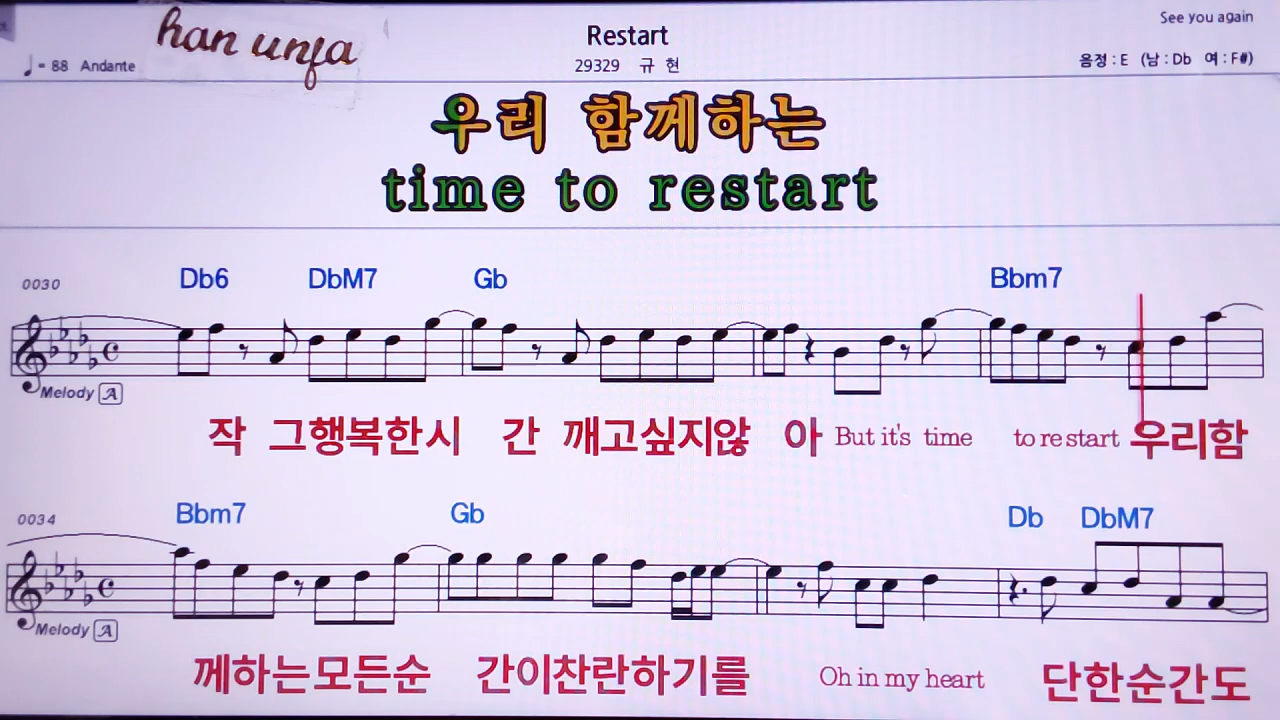 See you again
han unfa
Restart
♩= 88 Andante
29329 규 현
음정 : E (남 : Db 여 : F#)
우리 함께하는
time to restart
0030
Db6 DbM7 Gb Bbm7
Melody A
작 그행복한시 간 깨고싶지않 아 But it's time to restart 우리함
0034
Bbm7 Gb Db DbM7
Melody A
께하는모든순 간이찬란하기를 Oh in my heart 단한순간도